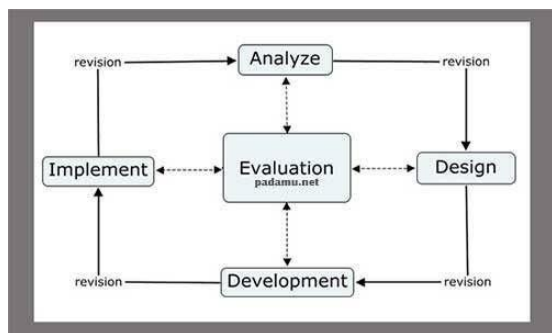 revision
Analyze
revision
Implement
Evaluation
padamu.net
Design
revision
Development
revision